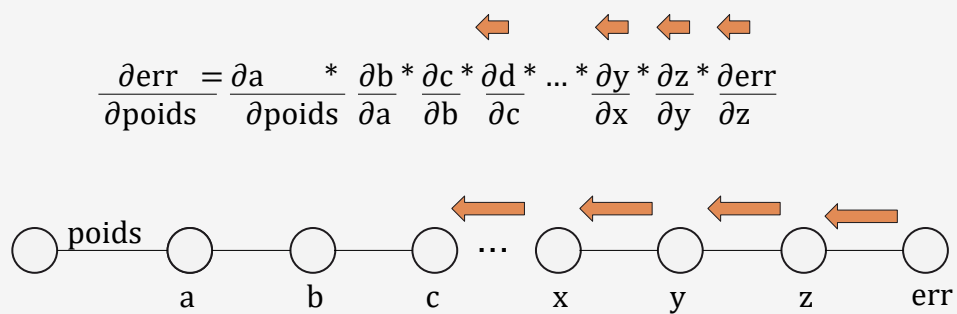 ∂err = ∂a * ∂b * ∂c * ∂d * ... * ∂y * ∂z * ∂err
∂poids ∂poids ∂a ∂b ∂c ∂x ∂y ∂z
poids
...
a b c x y z err